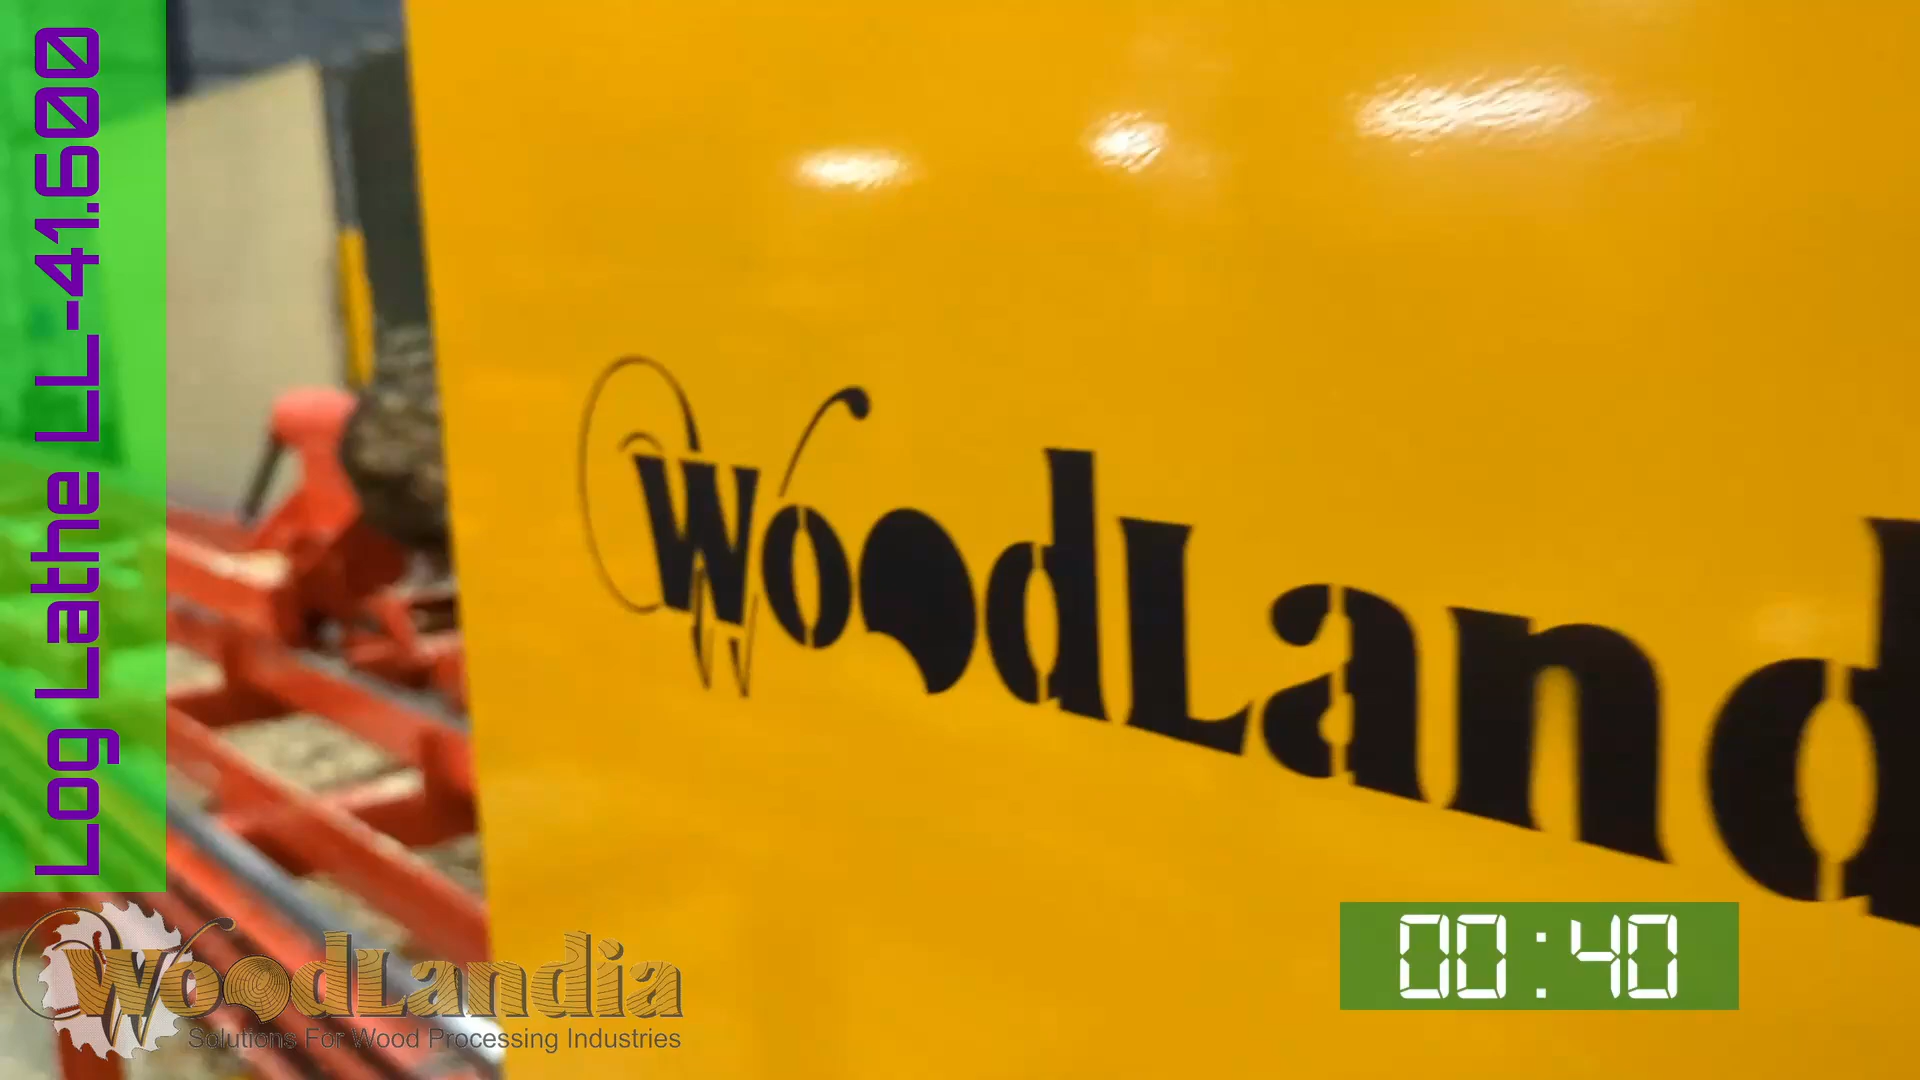 Log Lathe LL-41.600
WoodLand
WoodLandia
Solutions For Wood Processing Industries
00:40